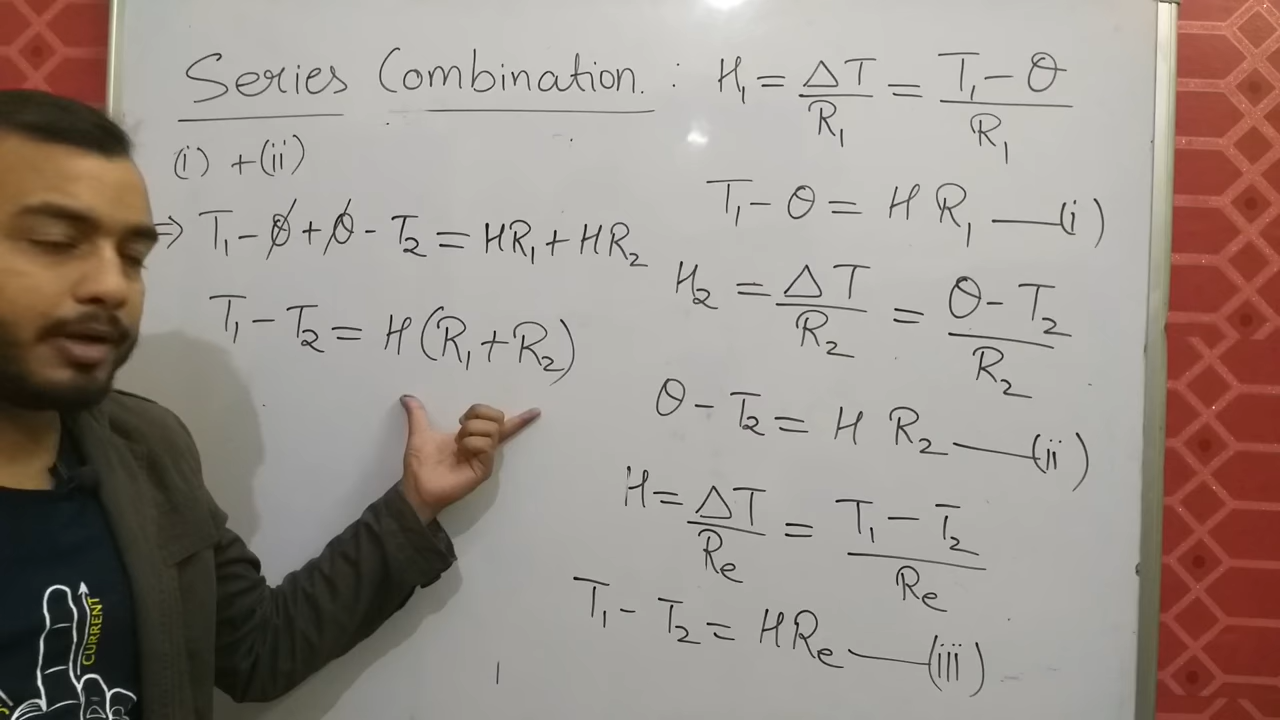 Series Combination :
(i) + (ii)
⇒ T₁ - θ + θ - T₂ = HR₁ + HR₂
T₁ - T₂ = H(R₁ + R₂)
H₁ = ΔT/R₁ = (T₁ - θ)/R₁
T₁ - θ = H R₁ —(i)
H₂ = ΔT/R₂ = (θ - T₂)/R₂
θ - T₂ = H R₂ —(ii)
H = ΔT/Re = (T₁ - T₂)/Re
T₁ - T₂ = HRe —(iii)
CURRENT